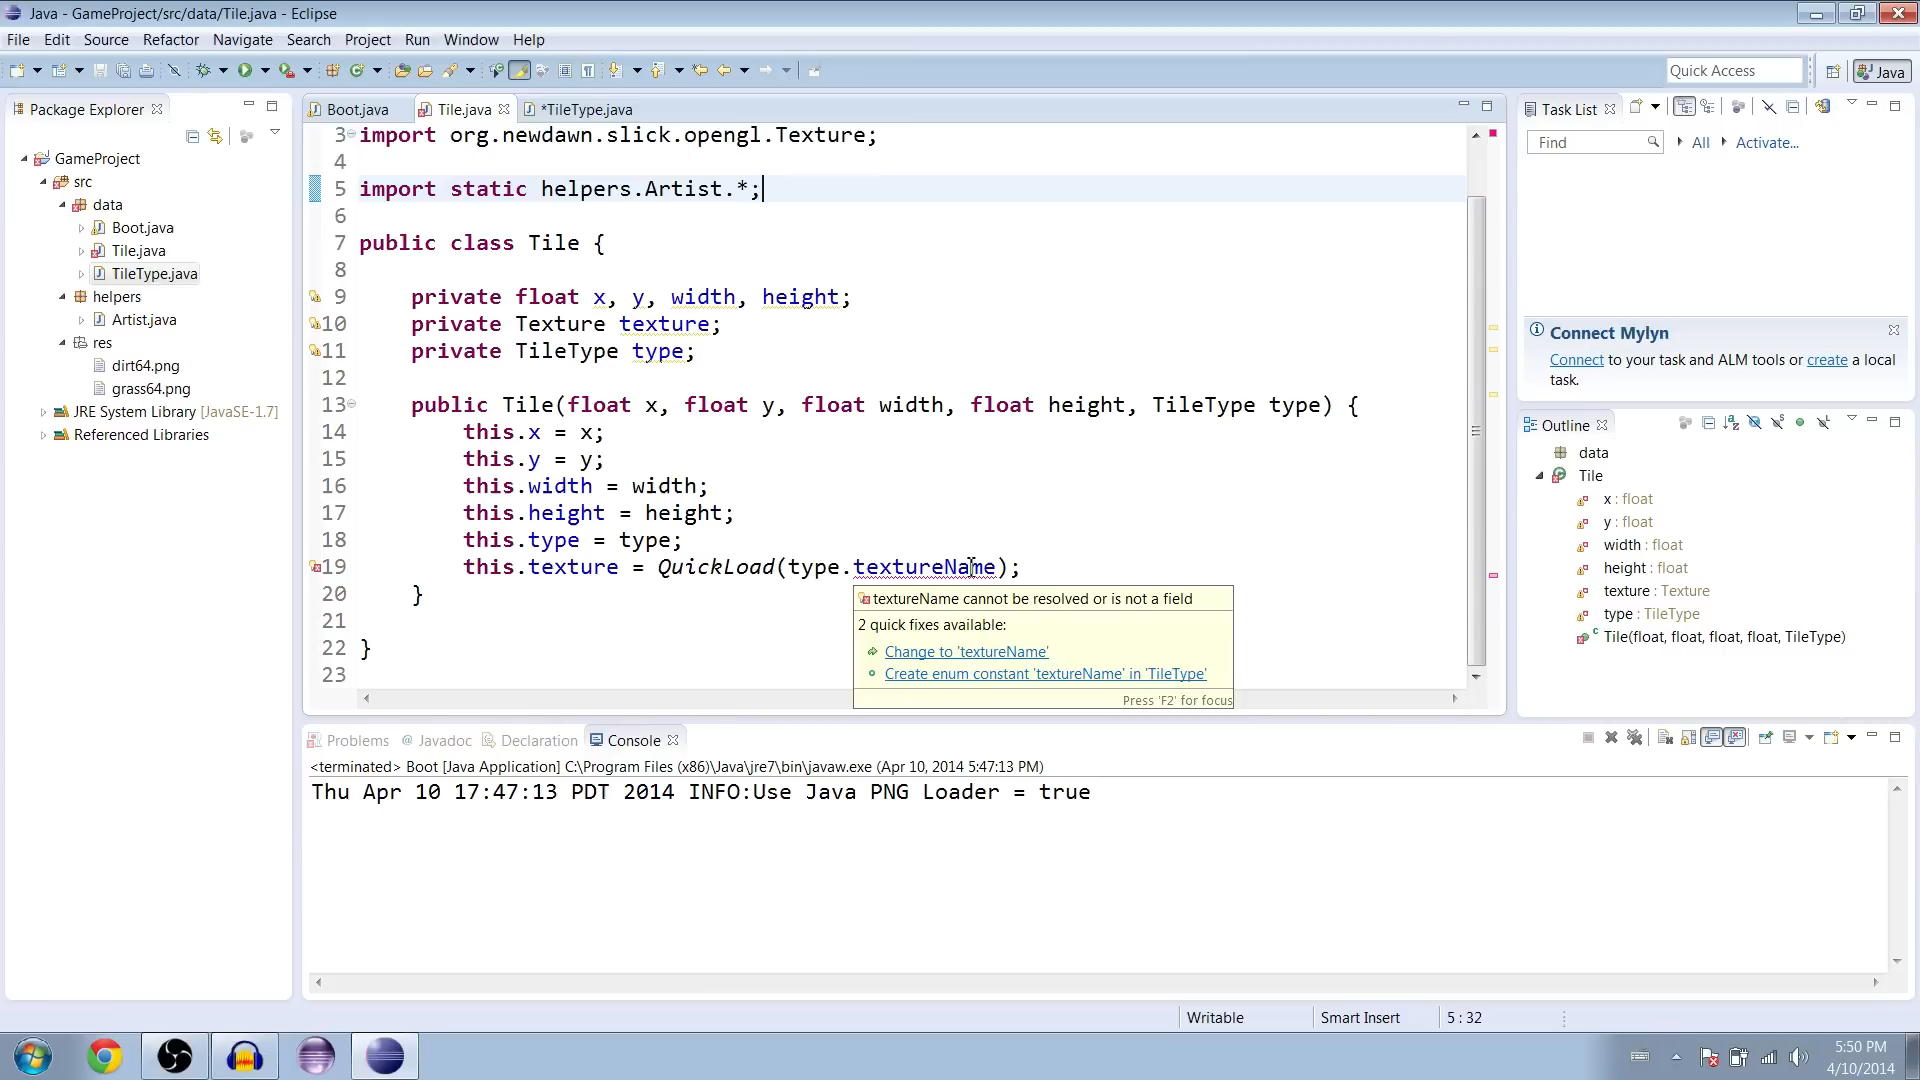 Java - GameProject/src/data/Tile.java - Eclipse
File Edit Source Refactor Navigate Search Project Run Window Help
Quick Access
Java
Package Explorer
GameProject
src
data
Boot.java
Tile.java
TileType.java
helpers
Artist.java
res
dirt64.png
grass64.png
JRE System Library [JavaSE-1.7]
Referenced Libraries
Boot.java Tile.java *TileType.java
3 import org.newdawn.slick.opengl.Texture;
4
5 import static helpers.Artist.*;
6
7 public class Tile {
8
9 private float x, y, width, height;
10 private Texture texture;
11 private TileType type;
12
13 public Tile(float x, float y, float width, float height, TileType type) {
14 this.x = x;
15 this.y = y;
16 this.width = width;
17 this.height = height;
18 this.type = type;
19 this.texture = QuickLoad(type.textureName);
20 }
21
22 }
23
textureName cannot be resolved or is not a field
2 quick fixes available:
Change to 'textureName'
Create enum constant 'textureName' in 'TileType'
Press 'F2' for focus
Task List
Find All Activate...
Connect Mylyn
Connect to your task and ALM tools or create a local
task.
Outline
data
Tile
x : float
y : float
width : float
height : float
texture : Texture
type : TileType
Tile(float, float, float, float, TileType)
Problems @ Javadoc Declaration Console
<terminated> Boot [Java Application] C:\Program Files (x86)\Java\jre7\bin\javaw.exe (Apr 10, 2014 5:47:13 PM)
Thu Apr 10 17:47:13 PDT 2014 INFO:Use Java PNG Loader = true
Writable Smart Insert 5 : 32
5:50 PM
4/10/2014